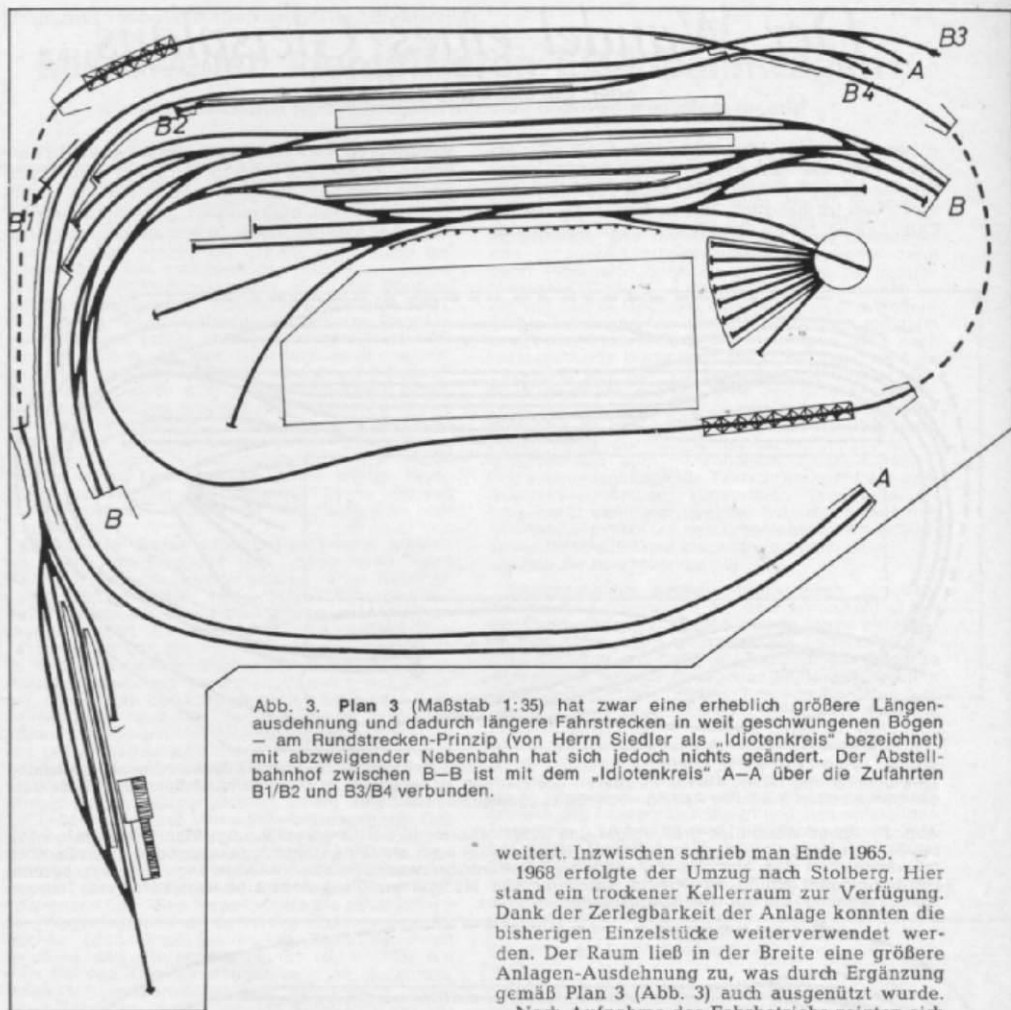 B3
A
B4
B2
B1
B
B
A
Abb. 3. Plan 3 (Maßstab 1:35) hat zwar eine erheblich größere Längen-
ausdehnung und dadurch längere Fahrstrecken in weit geschwungenen Bögen
— am Rundstrecken-Prinzip (von Herrn Siedler als „Idiotenkreis" bezeichnet)
mit abzweigender Nebenbahn hat sich jedoch nichts geändert. Der Abstell-
bahnhof zwischen B–B ist mit dem „Idiotenkreis" A–A über die Zufahrten
B1/B2 und B3/B4 verbunden.
weitert. Inzwischen schrieb man Ende 1965.
1968 erfolgte der Umzug nach Stolberg. Hier
stand ein trockener Kellerraum zur Verfügung.
Dank der Zerlegbarkeit der Anlage konnten die
bisherigen Einzelstücke weiterverwendet wer-
den. Der Raum ließ in der Breite eine größere
Anlagen-Ausdehnung zu, was durch Ergänzung
gemäß Plan 3 (Abb. 3) auch ausgenützt wurde.